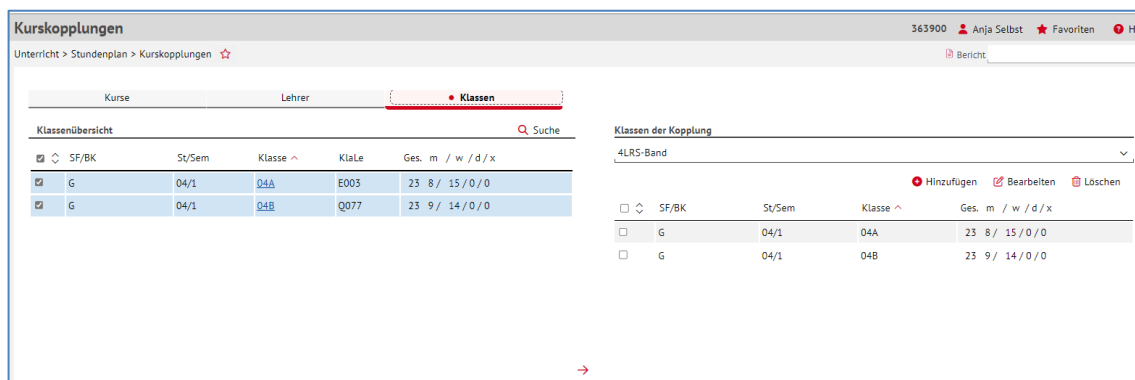 Kurskopplungen 363900 Anja Selbst Favoriten H
Unterricht > Stundenplan > Kurskopplungen Bericht
Kurse Lehrer Klassen
Klassenübersicht Suche
SF/BK St/Sem Klasse KlaLe Ges. m / w / d / x
G 04/1 04A E003 23 8 / 15 / 0 / 0
G 04/1 04B Q077 23 9 / 14 / 0 / 0
Klassen der Kopplung
4LRS-Band
Hinzufügen Bearbeiten Löschen
SF/BK St/Sem Klasse Ges. m / w / d / x
G 04/1 04A 23 8 / 15 / 0 / 0
G 04/1 04B 23 9 / 14 / 0 / 0